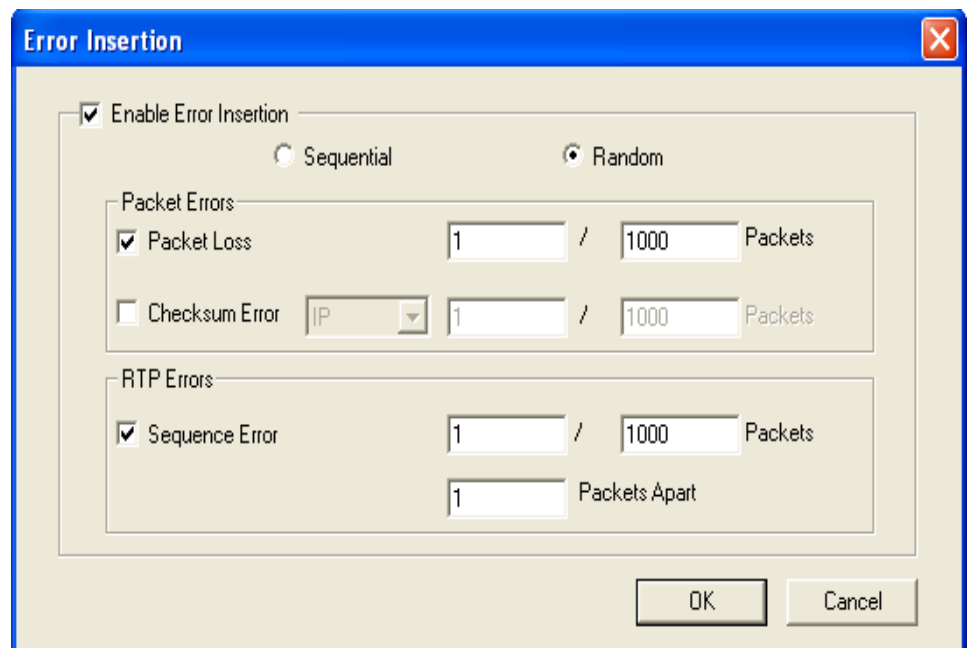 Error Insertion
Enable Error Insertion
Sequential Random
Packet Errors
Packet Loss 1 / 1000 Packets
Checksum Error IP 1 / 1000 Packets
RTP Errors
Sequence Error 1 / 1000 Packets
1 Packets Apart
OK Cancel